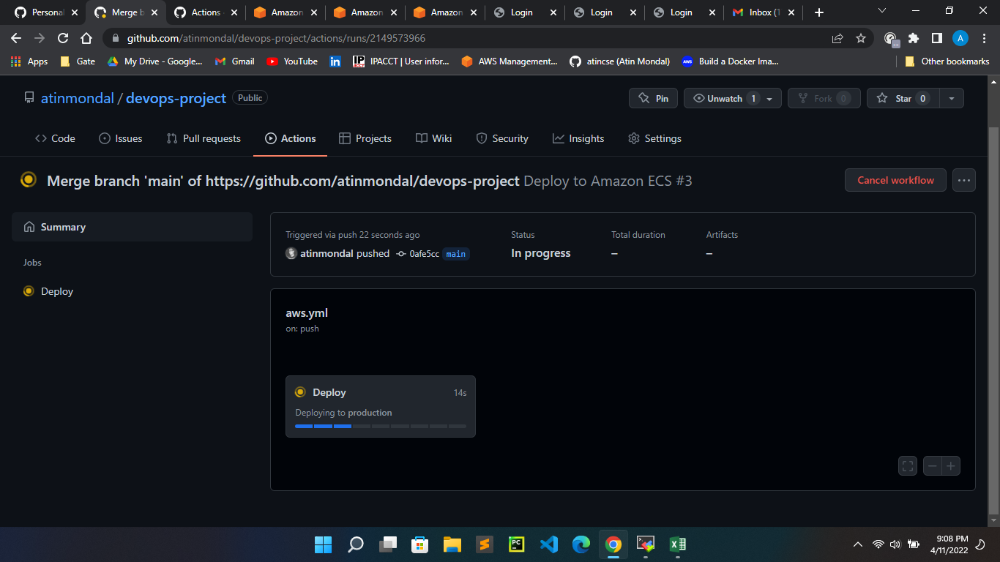 Personal
Merge b
Actions
Amazon
Amazon
Amazon
Login
Login
Login
Inbox (1
github.com/atinmondal/devops-project/actions/runs/2149573966
A
Apps
Gate
My Drive - Google...
Gmail
YouTube
in
IPACCT | User infor...
AWS Management...
atincse (Atin Mondal)
Build a Docker Ima...
Other bookmarks
atinmondal / devops-project Public
Pin
Unwatch 1
Fork 0
Star 0
Code
Issues
Pull requests
Actions
Projects
Wiki
Security
Insights
Settings
Merge branch 'main' of https://github.com/atinmondal/devops-project Deploy to Amazon ECS #3
Cancel workflow
Summary
Jobs
Deploy
Triggered via push 22 seconds ago
atinmondal pushed 0afe5cc main
Status
In progress
Total duration
–
Artifacts
–
aws.yml
on: push
Deploy 14s
Deploying to production
9:08 PM
4/11/2022